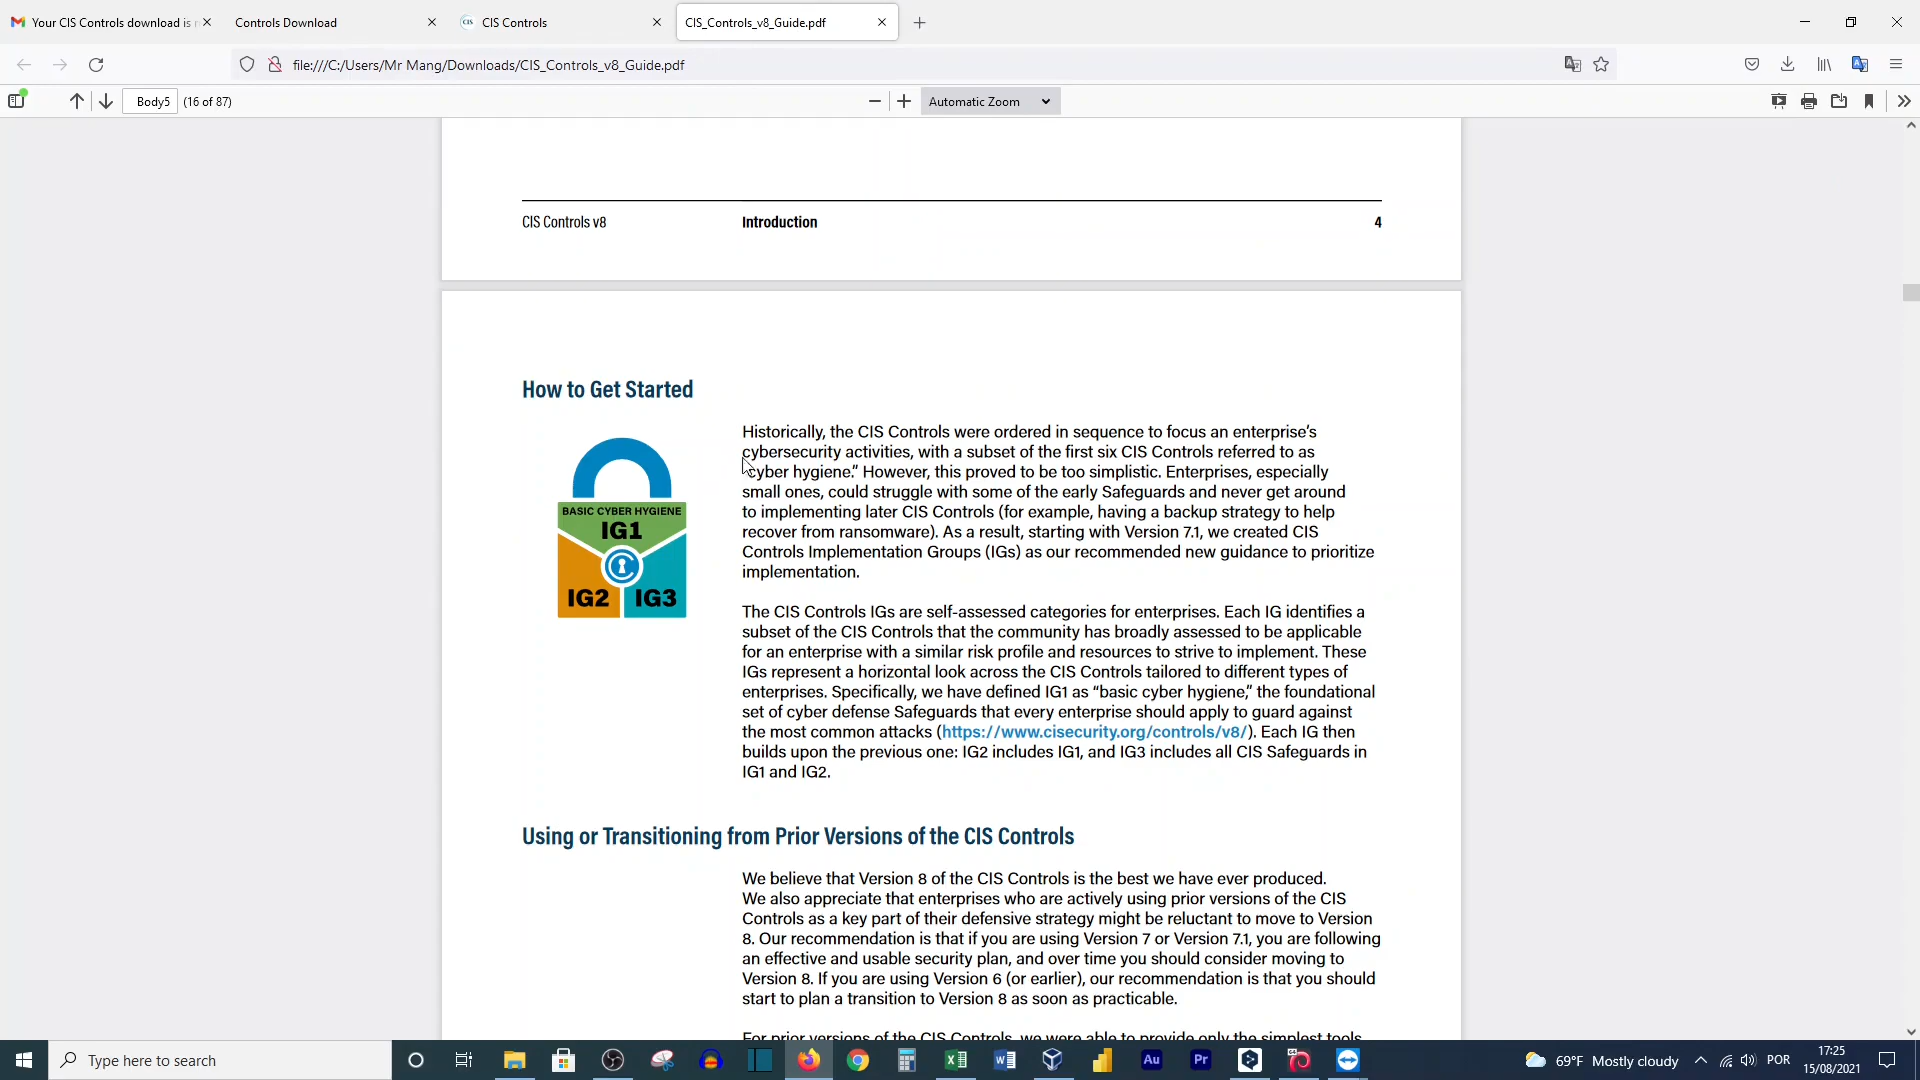 Your CIS Controls download is r
Controls Download
CIS Controls
CIS_Controls_v8_Guide.pdf
file:///C:/Users/Mr Mang/Downloads/CIS_Controls_v8_Guide.pdf
Body5
(16 of 87)
Automatic Zoom
CIS Controls v8
Introduction
4
How to Get Started
BASIC CYBER HYGIENE
IG1
IG2
IG3
Historically, the CIS Controls were ordered in sequence to focus an enterprise's
cybersecurity activities, with a subset of the first six CIS Controls referred to as
cyber hygiene.” However, this proved to be too simplistic. Enterprises, especially
small ones, could struggle with some of the early Safeguards and never get around
to implementing later CIS Controls (for example, having a backup strategy to help
recover from ransomware). As a result, starting with Version 7.1, we created CIS
Controls Implementation Groups (IGs) as our recommended new guidance to prioritize
implementation.
The CIS Controls IGs are self-assessed categories for enterprises. Each IG identifies a
subset of the CIS Controls that the community has broadly assessed to be applicable
for an enterprise with a similar risk profile and resources to strive to implement. These
IGs represent a horizontal look across the CIS Controls tailored to different types of
enterprises. Specifically, we have defined IG1 as “basic cyber hygiene,” the foundational
set of cyber defense Safeguards that every enterprise should apply to guard against
the most common attacks (https://www.cisecurity.org/controls/v8/). Each IG then
builds upon the previous one: IG2 includes IG1, and IG3 includes all CIS Safeguards in
IG1 and IG2.
Using or Transitioning from Prior Versions of the CIS Controls
We believe that Version 8 of the CIS Controls is the best we have ever produced.
We also appreciate that enterprises who are actively using prior versions of the CIS
Controls as a key part of their defensive strategy might be reluctant to move to Version
8. Our recommendation is that if you are using Version 7 or Version 7.1, you are following
an effective and usable security plan, and over time you should consider moving to
Version 8. If you are using Version 6 (or earlier), our recommendation is that you should
start to plan a transition to Version 8 as soon as practicable.
For prior versions of the CIS Controls, we were able to provide only the simplest tools
Type here to search
Au
Pr
69°F Mostly cloudy
POR
17:25
15/08/2021